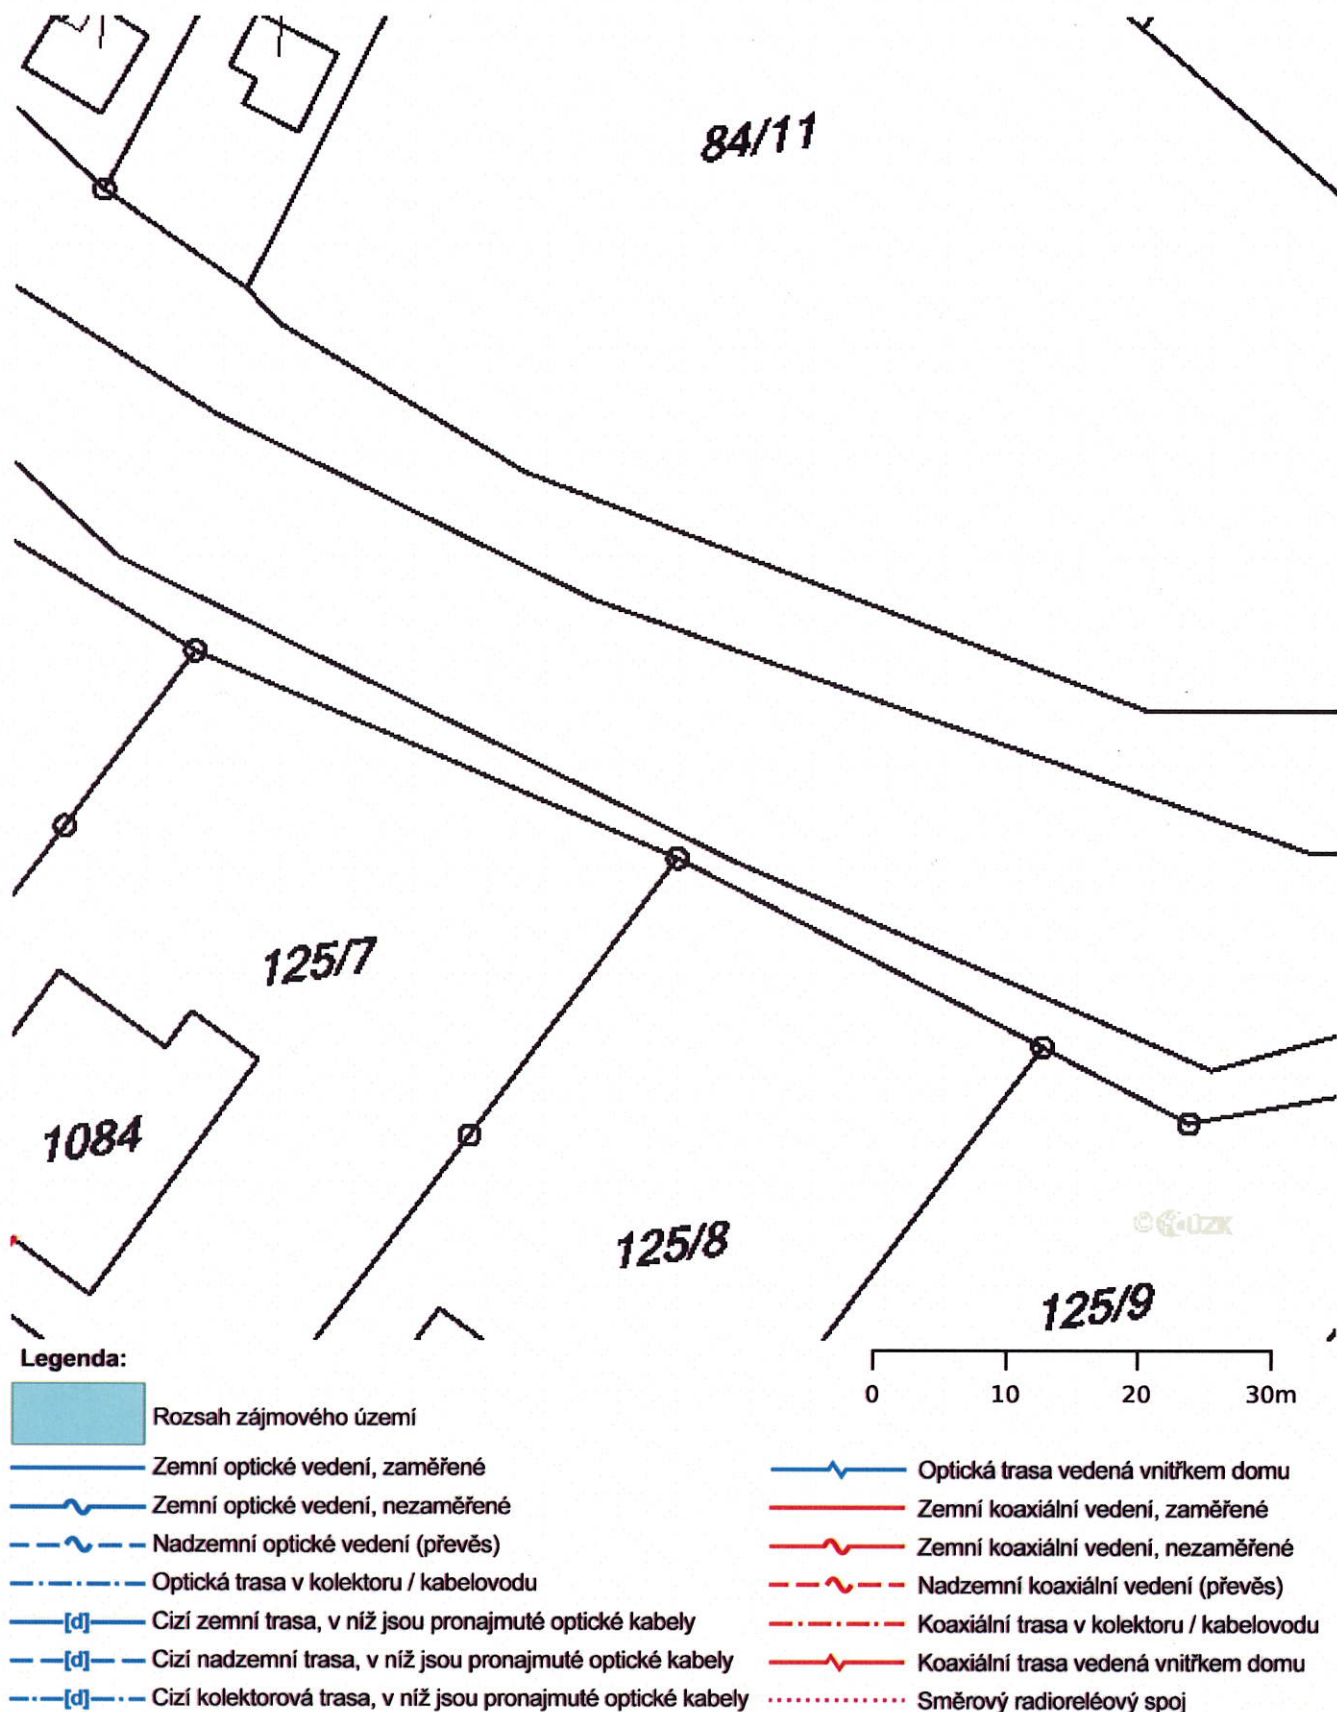 84/11
125/7
1084
125/8
©ČÚZK
125/9
Legenda:
0 10 20 30m
Rozsah zájmového území
Zemní optické vedení, zaměřené
Zemní optické vedení, nezaměřené
Nadzemní optické vedení (převěs)
Optická trasa v kolektoru / kabelovodu
[d] Cizí zemní trasa, v níž jsou pronajmuté optické kabely
[d] Cizí nadzemní trasa, v níž jsou pronajmuté optické kabely
[d] Cizí kolektorová trasa, v níž jsou pronajmuté optické kabely
Optická trasa vedená vnitřkem domu
Zemní koaxiální vedení, zaměřené
Zemní koaxiální vedení, nezaměřené
Nadzemní koaxiální vedení (převěs)
Koaxiální trasa v kolektoru / kabelovodu
Koaxiální trasa vedená vnitřkem domu
Směrový radioreléový spoj